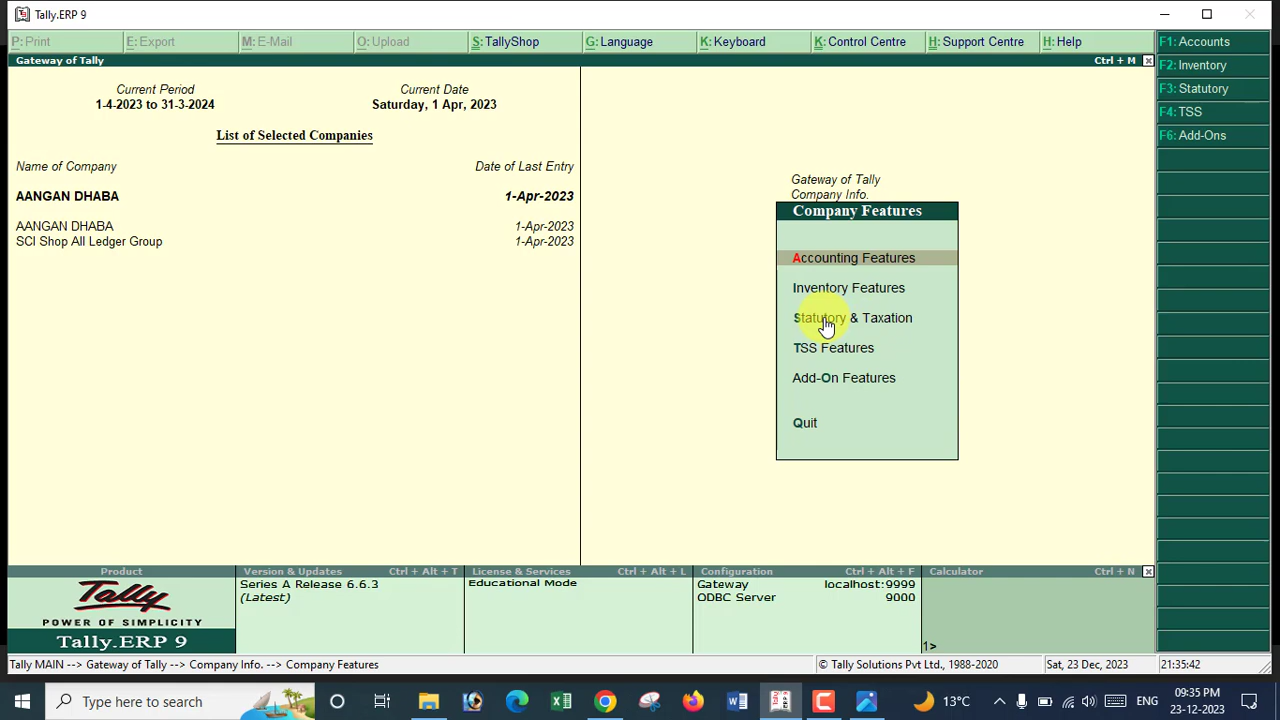 Tally.ERP 9
P: Print
E: Export
M: E-Mail
O: Upload
S: TallyShop
G: Language
K: Keyboard
K: Control Centre
H: Support Centre
H: Help
F1: Accounts
Gateway of Tally
Ctrl + M
F2: Inventory
F3: Statutory
F4: TSS
F6: Add-Ons
Current Period
1-4-2023 to 31-3-2024
Current Date
Saturday, 1 Apr, 2023
List of Selected Companies
Name of Company
Date of Last Entry
AANGAN DHABA
1-Apr-2023
AANGAN DHABA
1-Apr-2023
SCI Shop All Ledger Group
1-Apr-2023
Gateway of Tally
Company Info.
Company Features
Accounting Features
Inventory Features
Statutory & Taxation
TSS Features
Add-On Features
Quit
Product
Tally
POWER OF SIMPLICITY
Tally.ERP 9
Version & Updates
Ctrl + Alt + T
Series A Release 6.6.3
(Latest)
License & Services
Ctrl + Alt + L
Educational Mode
Configuration
Ctrl + Alt + F
Gateway
localhost:9999
ODBC Server
9000
Calculator
Ctrl + N
1>
Tally MAIN --> Gateway of Tally --> Company Info. --> Company Features
© Tally Solutions Pvt Ltd., 1988-2020
Sat, 23 Dec, 2023
21:35:42
Type here to search
13°C
ENG
09:35 PM
23-12-2023